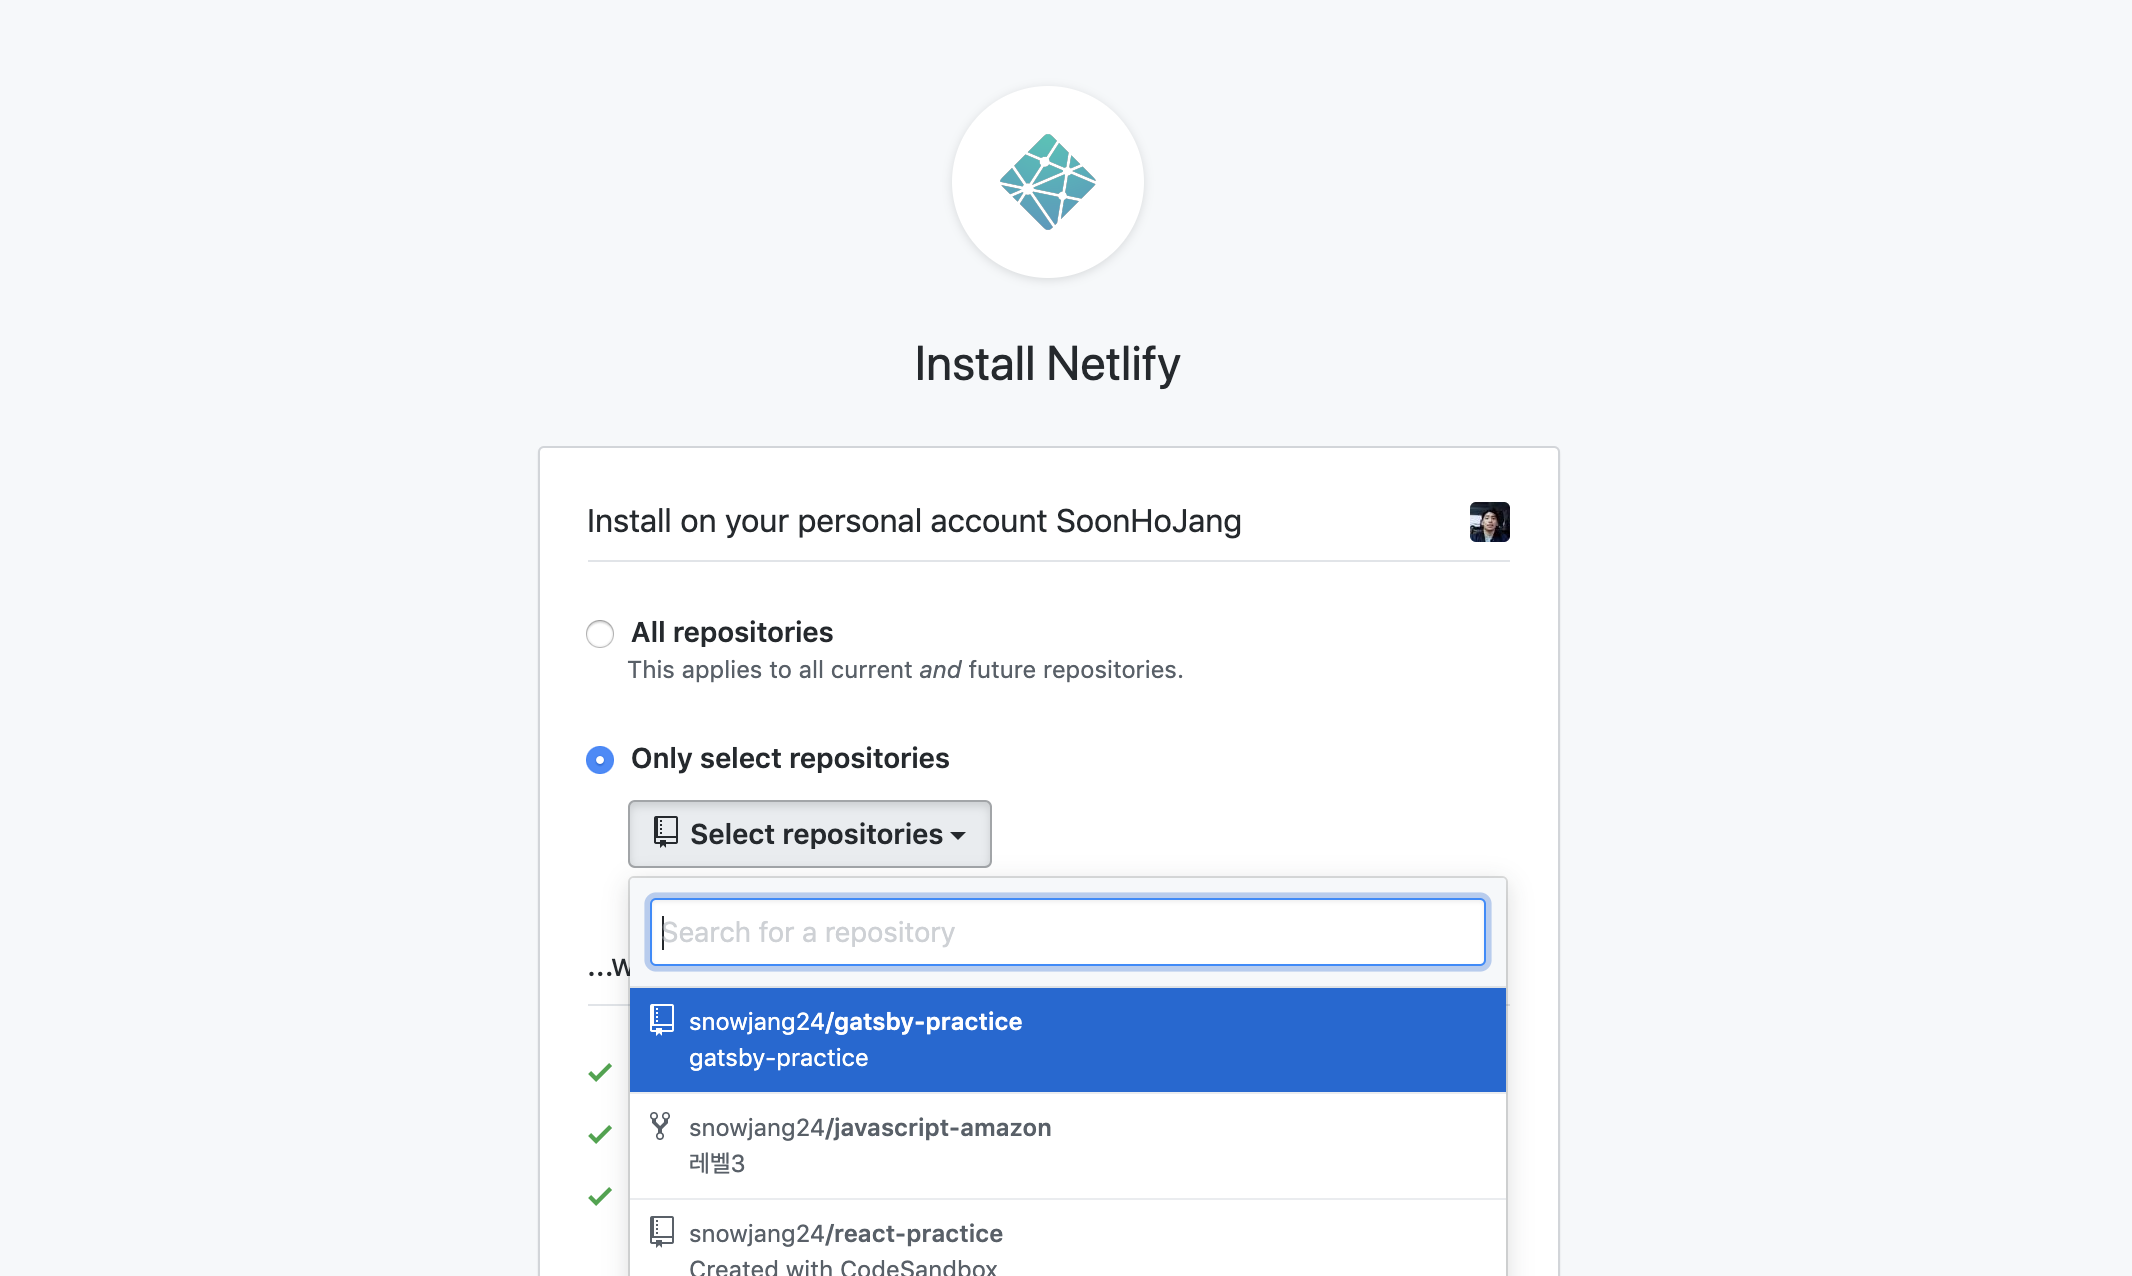 Install Netlify
Install on your personal account SoonHoJang
All repositories
This applies to all current and future repositories.
Only select repositories
Select repositories
Search for a repository
...w
snowjang24/gatsby-practice
gatsby-practice
snowjang24/javascript-amazon
레벨3
snowjang24/react-practice
Created with CodeSandbox